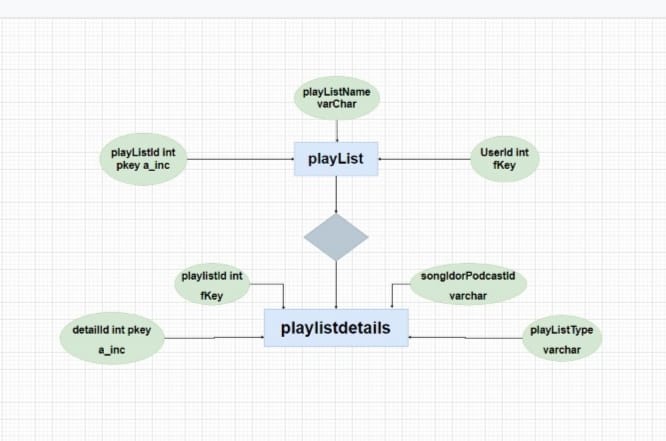 playListName
varChar
playListId int
pkey a_inc
playList
UserId int
fKey
playlistId int
fKey
songIdorPodcastId
varchar
detailId int pkey
a_inc
playlistdetails
playListType
varchar